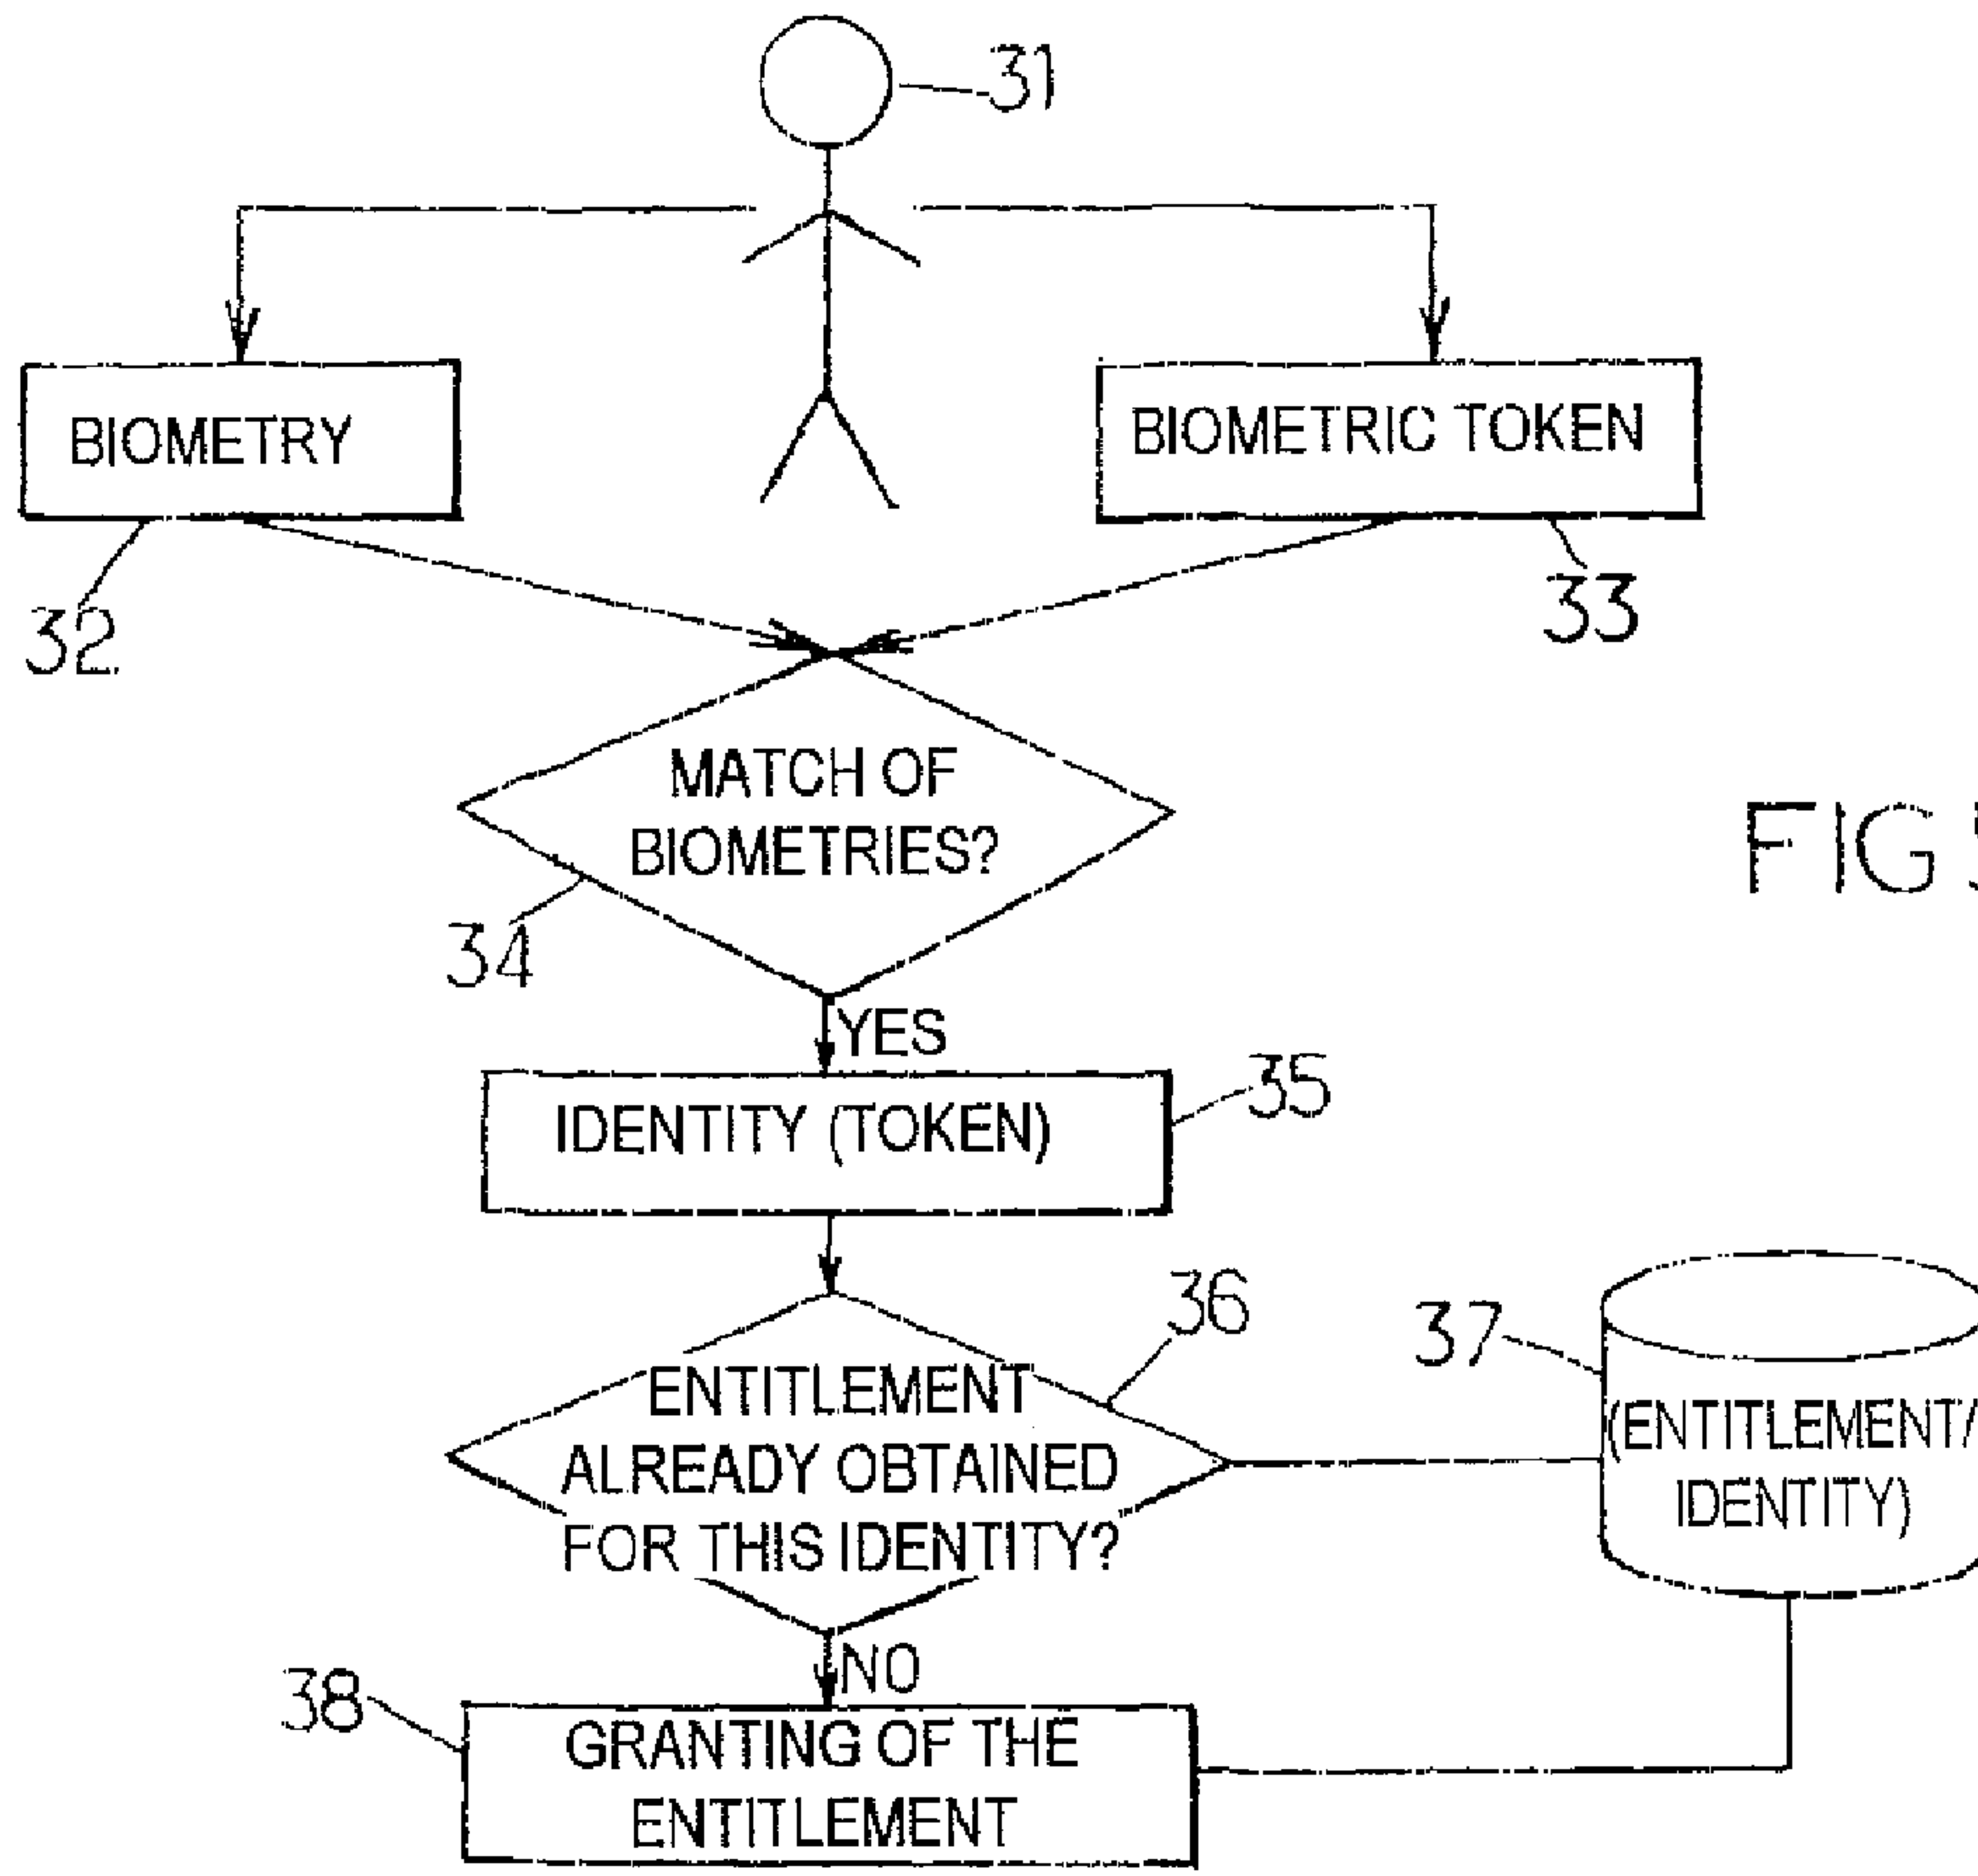 31
BIOMETRY
BIOMETRIC TOKEN
32
33
MATCH OF
BIOMETRIES?
FIG
34
YES
IDENTITY (TOKEN)
35
36
37
ENTITLEMENT
ALREADY OBTAINED
FOR THIS IDENTITY?
(ENTITLEMENT/
IDENTITY)
NO
38
GRANTING OF THE
ENTITLEMENT